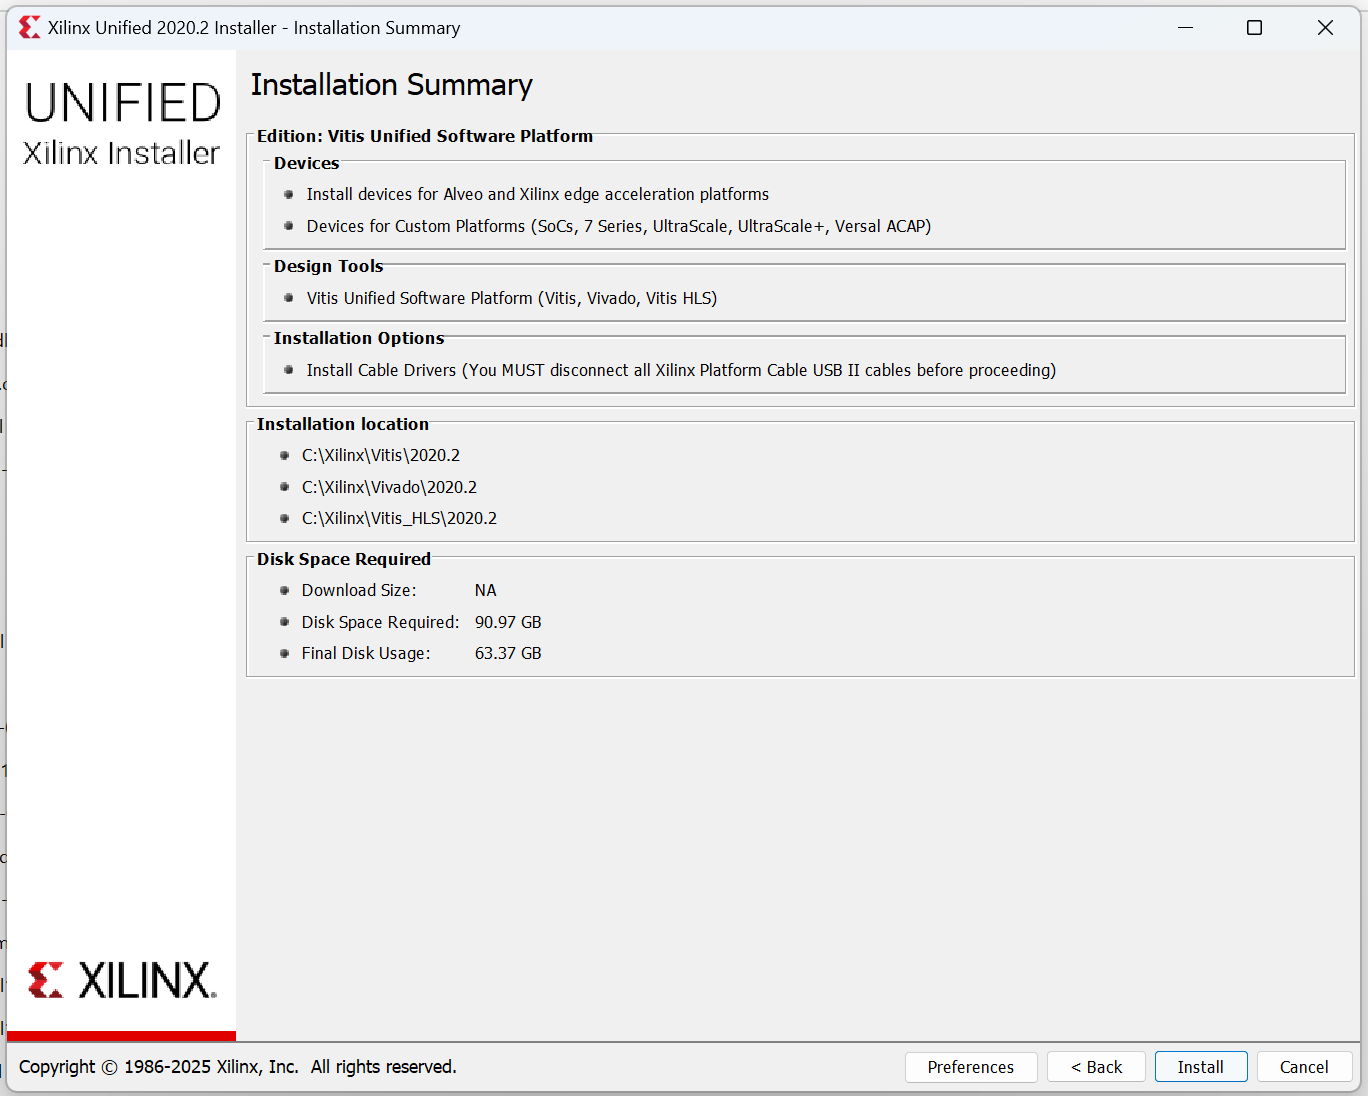 Xilinx Unified 2020.2 Installer - Installation Summary
UNIFIED
Xilinx Installer
Installation Summary
Edition: Vitis Unified Software Platform
Devices
Install devices for Alveo and Xilinx edge acceleration platforms
Devices for Custom Platforms (SoCs, 7 Series, UltraScale, UltraScale+, Versal ACAP)
Design Tools
Vitis Unified Software Platform (Vitis, Vivado, Vitis HLS)
Installation Options
Install Cable Drivers (You MUST disconnect all Xilinx Platform Cable USB II cables before proceeding)
Installation location
C:\Xilinx\Vitis\2020.2
C:\Xilinx\Vivado\2020.2
C:\Xilinx\Vitis_HLS\2020.2
Disk Space Required
Download Size: NA
Disk Space Required: 90.97 GB
Final Disk Usage: 63.37 GB
XILINX.
Copyright © 1986-2025 Xilinx, Inc. All rights reserved.
Preferences < Back Install Cancel